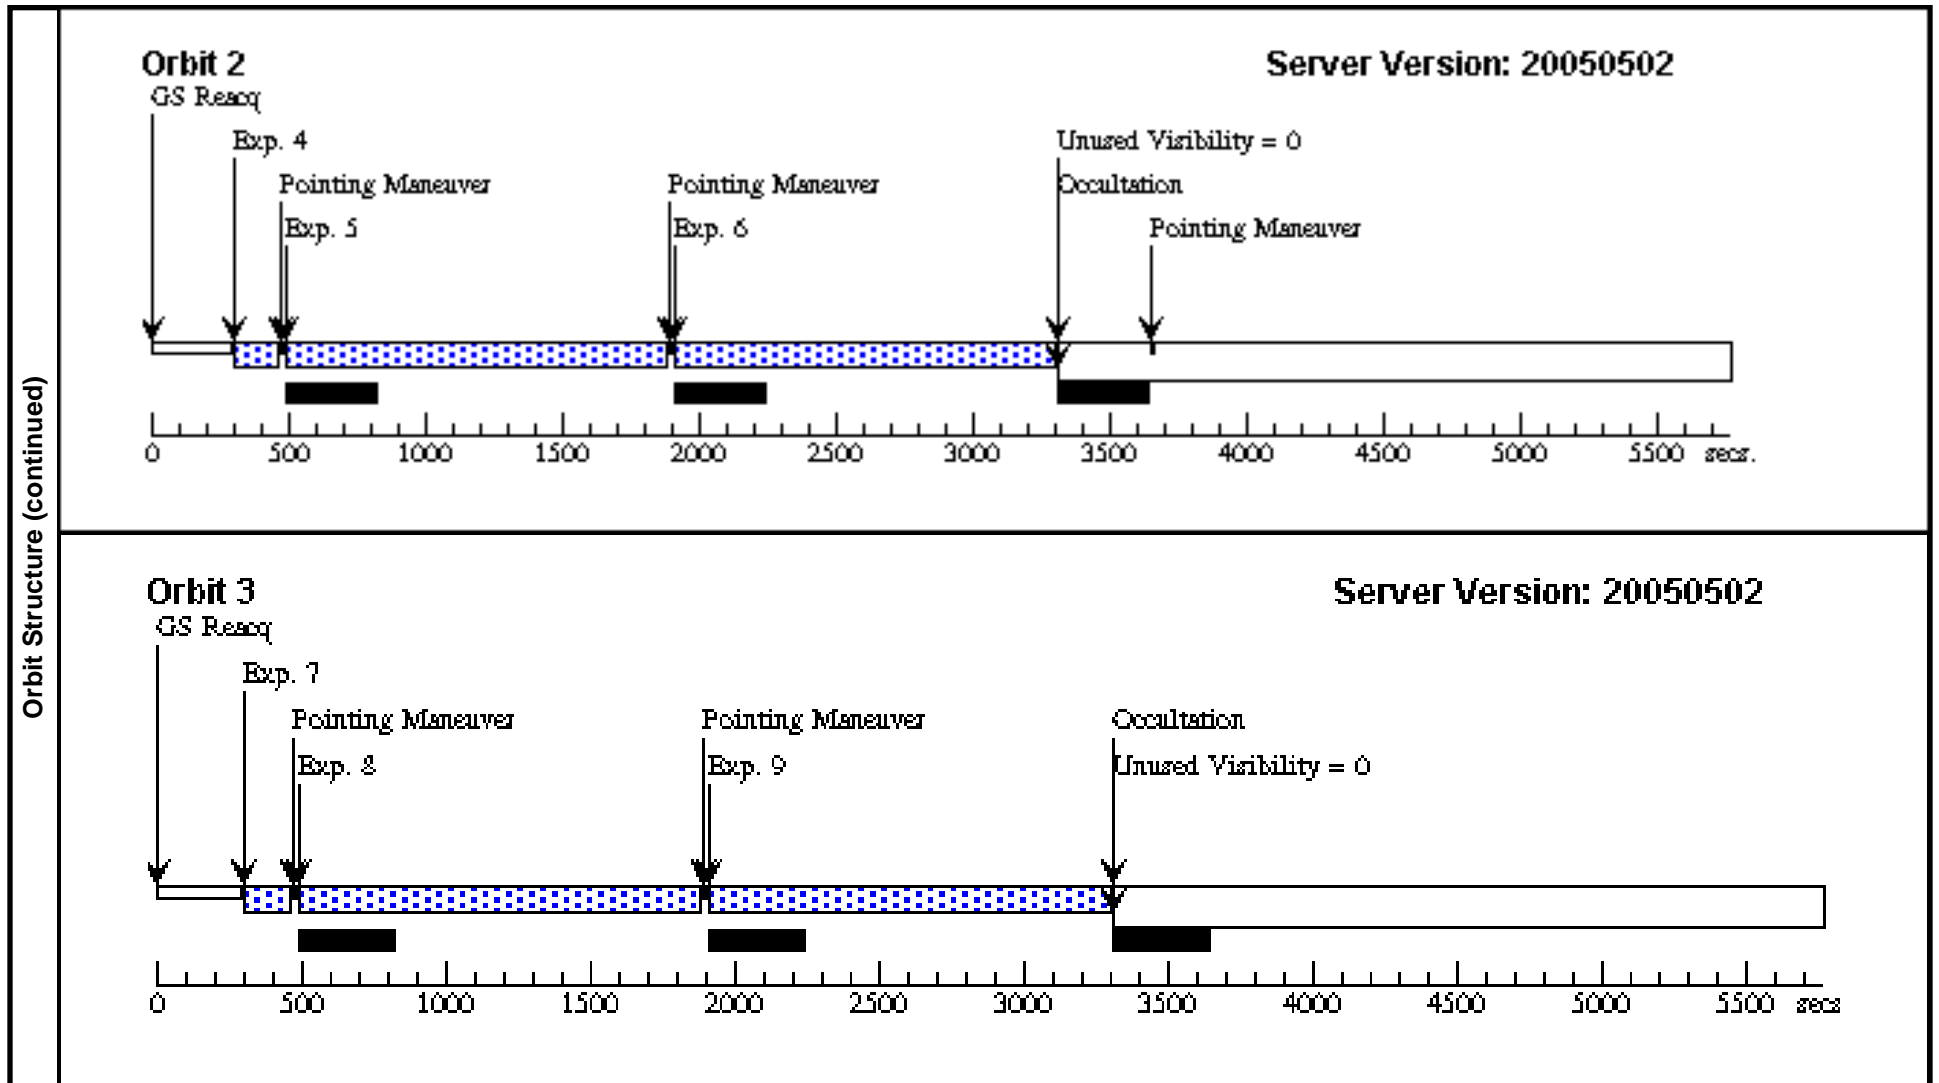 Orbit Structure (continued)
Orbit 2
Server Version: 20050502
GS Reacq
Exp. 4
Unused Visibility = 0
Pointing Maneuver
Pointing Maneuver
Occultation
Exp. 5
Exp. 6
Pointing Maneuver
0 500 1000 1500 2000 2500 3000 3500 4000 4500 5000 5500 secs.
Orbit 3
Server Version: 20050502
GS Reacq
Exp. 7
Pointing Maneuver
Pointing Maneuver
Occultation
Exp. 8
Exp. 9
Unused Visibility = 0
0 500 1000 1500 2000 2500 3000 3500 4000 4500 5000 5500 secs